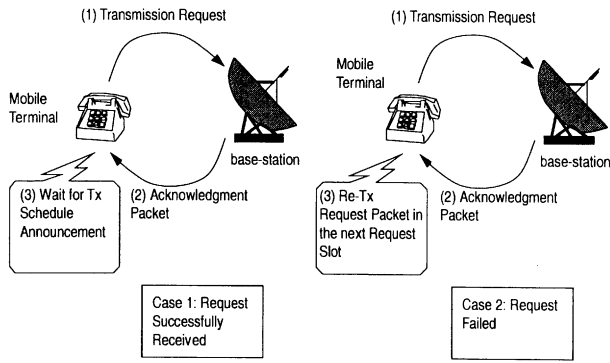 (1) Transmission Request
Mobile
Terminal
base-station
(2) Acknowledgment
Packet
(3) Wait for Tx
Schedule
Announcement
Case 1: Request
Successfully
Received
(1) Transmission Request
Mobile
Terminal
base-station
(2) Acknowledgment
Packet
(3) Re-Tx
Request Packet in
the next Request
Slot
Case 2: Request
Failed